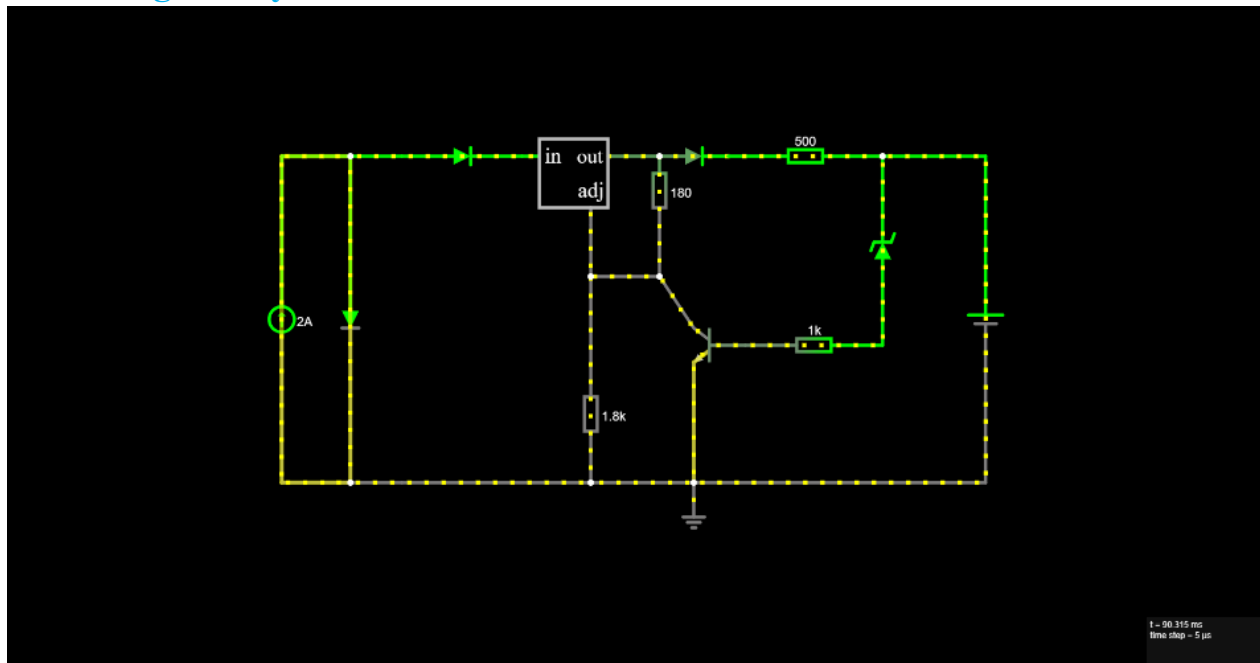 500
in out
adj
180
2A
1k
1.8k
t = 90.315 ms
time step = 5 µs